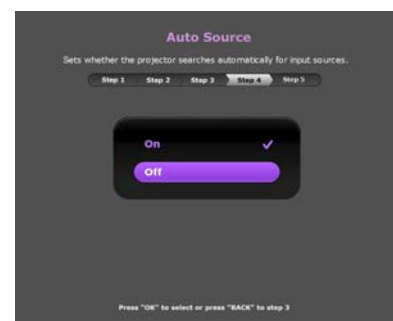 Auto Source
Sets whether the projector searches automatically for input sources.
Step 1 Step 2 Step 3 Step 4 Step 5
On
Off
Press "OK" to select or press "BACK" to step 3